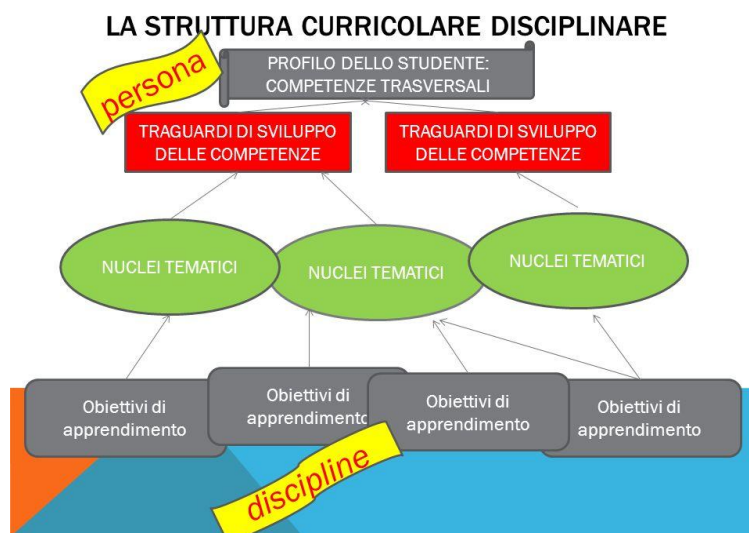 LA STRUTTURA CURRICOLARE DISCIPLINARE
persona
PROFILO DELLO STUDENTE:
COMPETENZE TRASVERSALI
TRAGUARDI DI SVILUPPO
DELLE COMPETENZE
TRAGUARDI DI SVILUPPO
DELLE COMPETENZE
NUCLEI TEMATICI
NUCLEI TEMATICI
NUCLEI TEMATICI
Obiettivi di
apprendimento
Obiettivi di
apprendimento
Obiettivi di
apprendimento
Obiettivi di
apprendimento
discipline